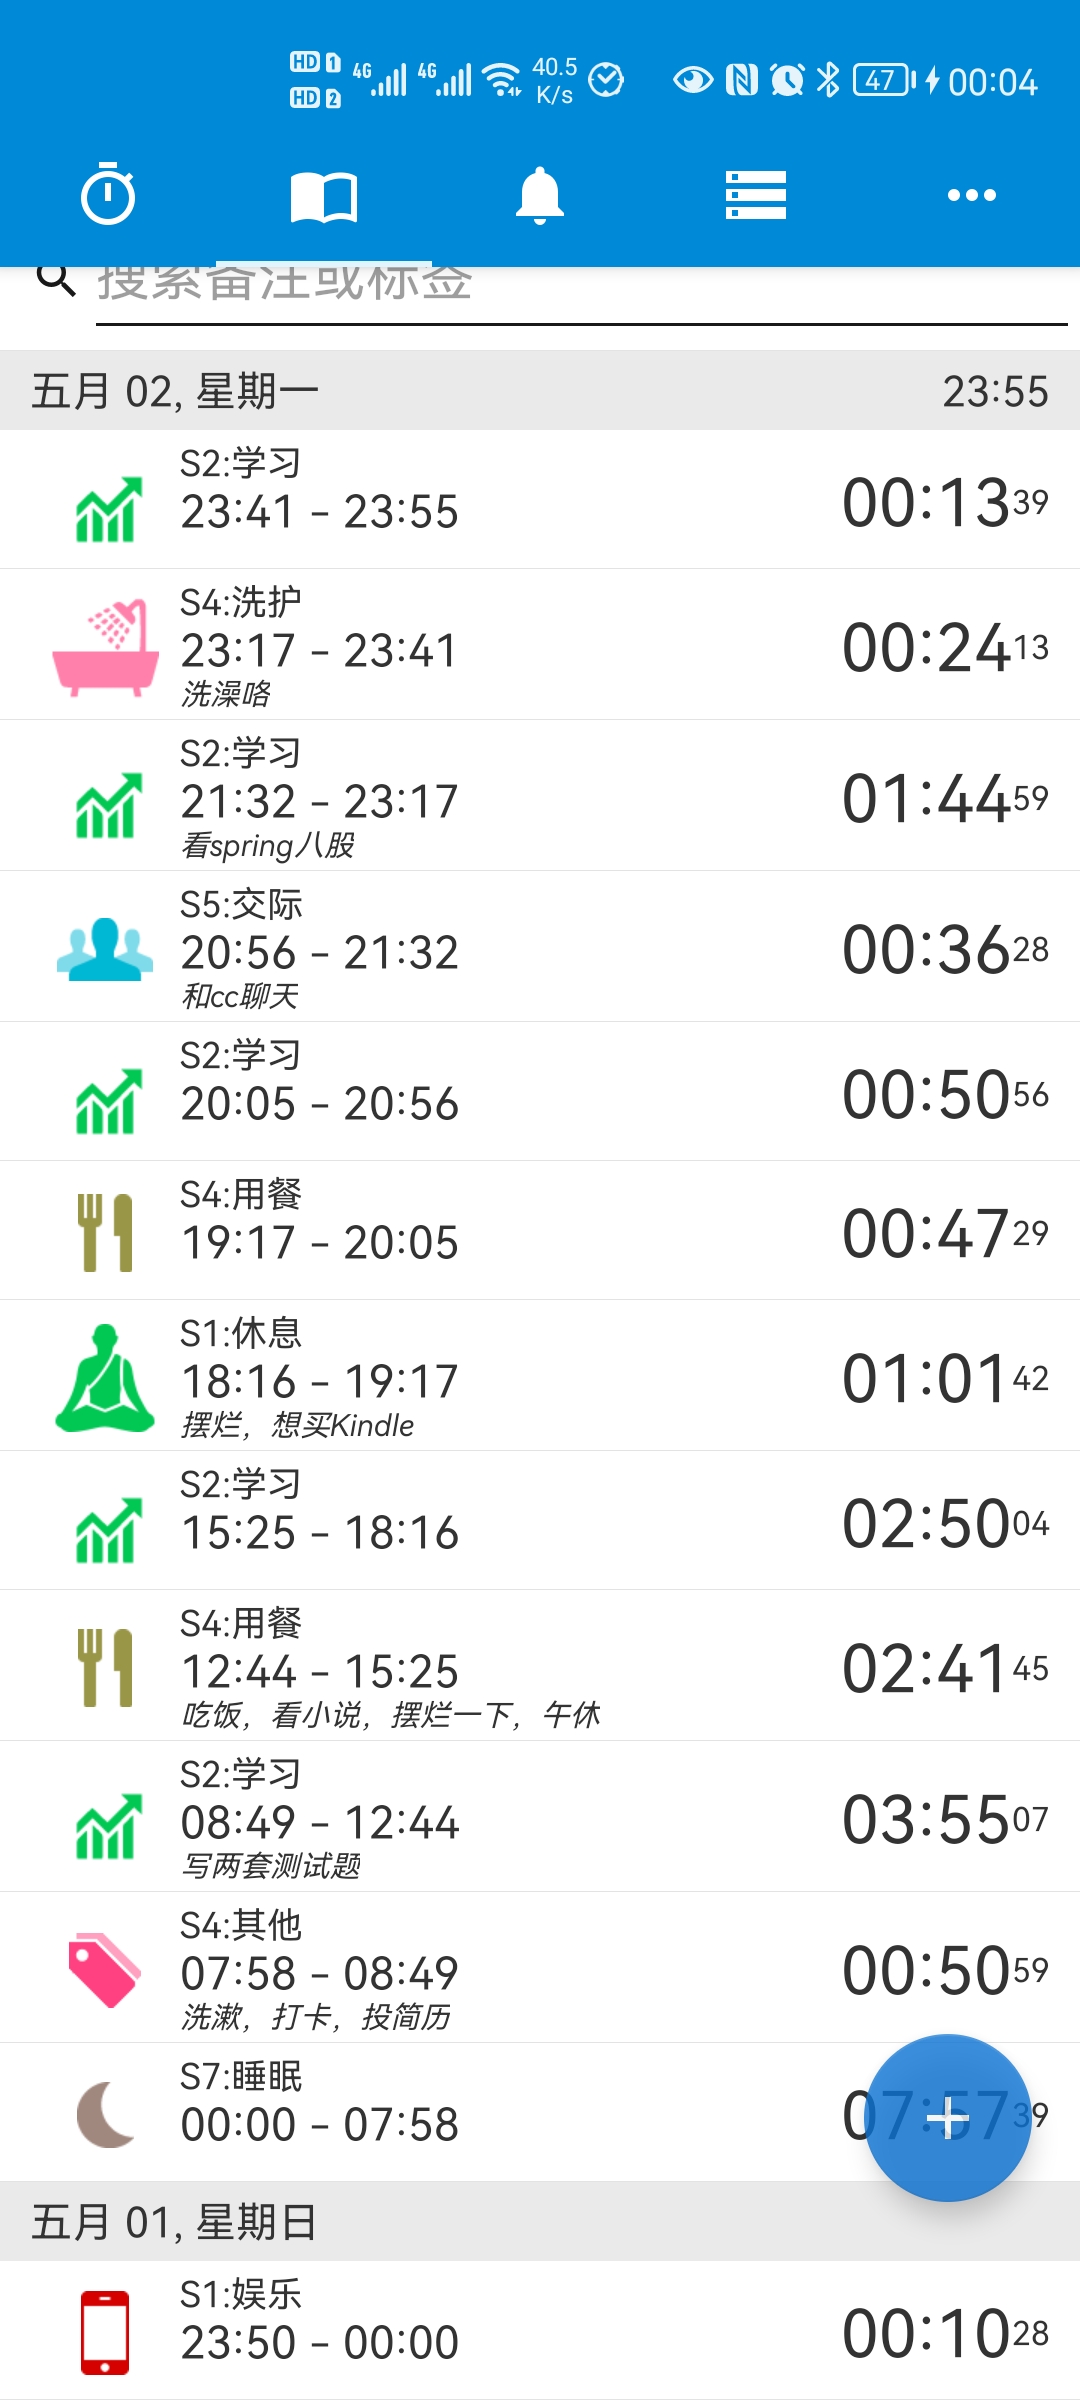 HD 1 4G 4G 40.5 47 00:04
HD 2 K/s
搜索备注或标签
五月 02, 星期一 23:55
S2:学习
23:41 – 23:55 00:13 39
S4:洗护
23:17 – 23:41 00:24 13
洗澡咯
S2:学习
21:32 – 23:17 01:44 59
看spring八股
S5:交际
20:56 – 21:32 00:36 28
和cc聊天
S2:学习
20:05 – 20:56 00:50 56
S4:用餐
19:17 – 20:05 00:47 29
S1:休息
18:16 – 19:17 01:01 42
摆烂，想买Kindle
S2:学习
15:25 – 18:16 02:50 04
S4:用餐
12:44 – 15:25 02:41 45
吃饭，看小说，摆烂一下，午休
S2:学习
08:49 – 12:44 03:55 07
写两套测试题
S4:其他
07:58 – 08:49 00:50 59
洗漱，打卡，投简历
S7:睡眠
00:00 – 07:58 07:57 39
五月 01, 星期日
S1:娱乐
23:50 – 00:00 00:10 28